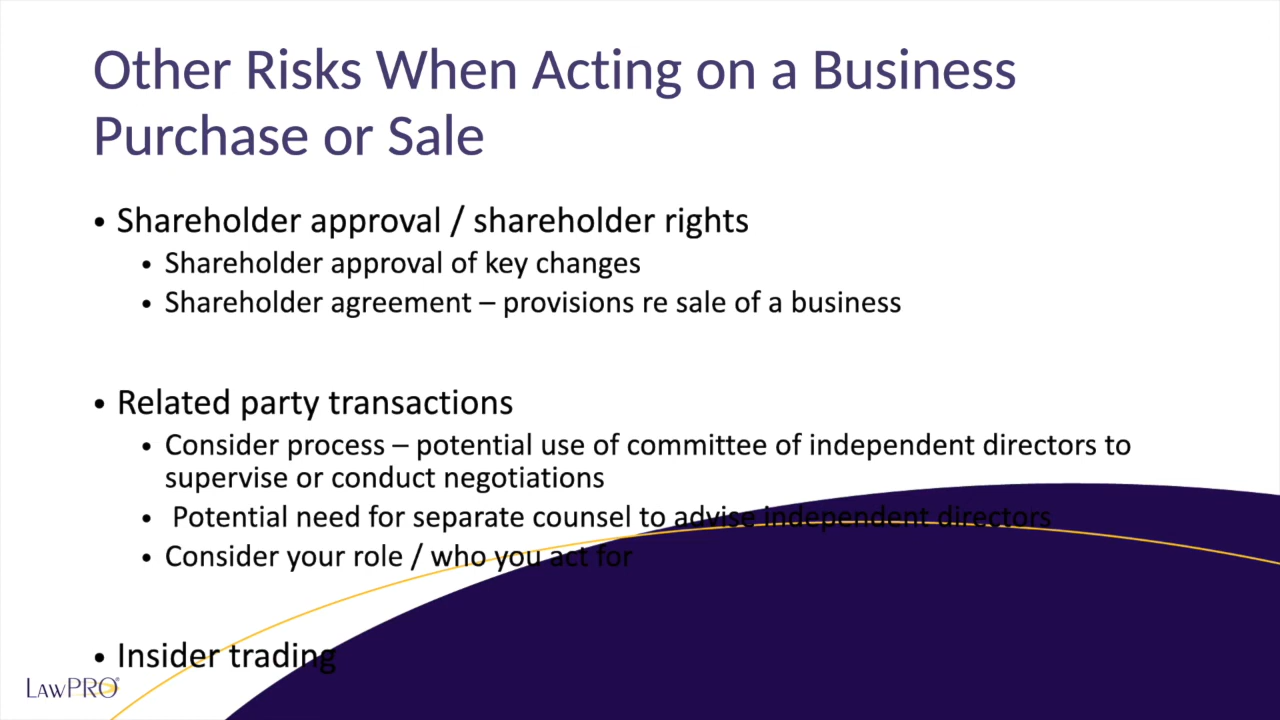 Other Risks When Acting on a Business
Purchase or Sale
• Shareholder approval / shareholder rights
• Shareholder approval of key changes
• Shareholder agreement – provisions re sale of a business
• Related party transactions
• Consider process – potential use of committee of independent directors to
supervise or conduct negotiations
• Potential need for separate counsel to advise independent directors
• Consider your role / who you act for
• Insider trading
LAWPRO®